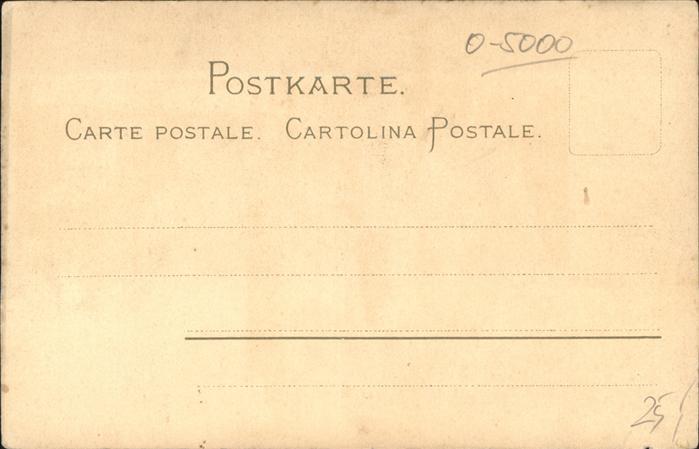 0-5000
POSTKARTE.
CARTE POSTALE. CARTOLINA POSTALE.
25/